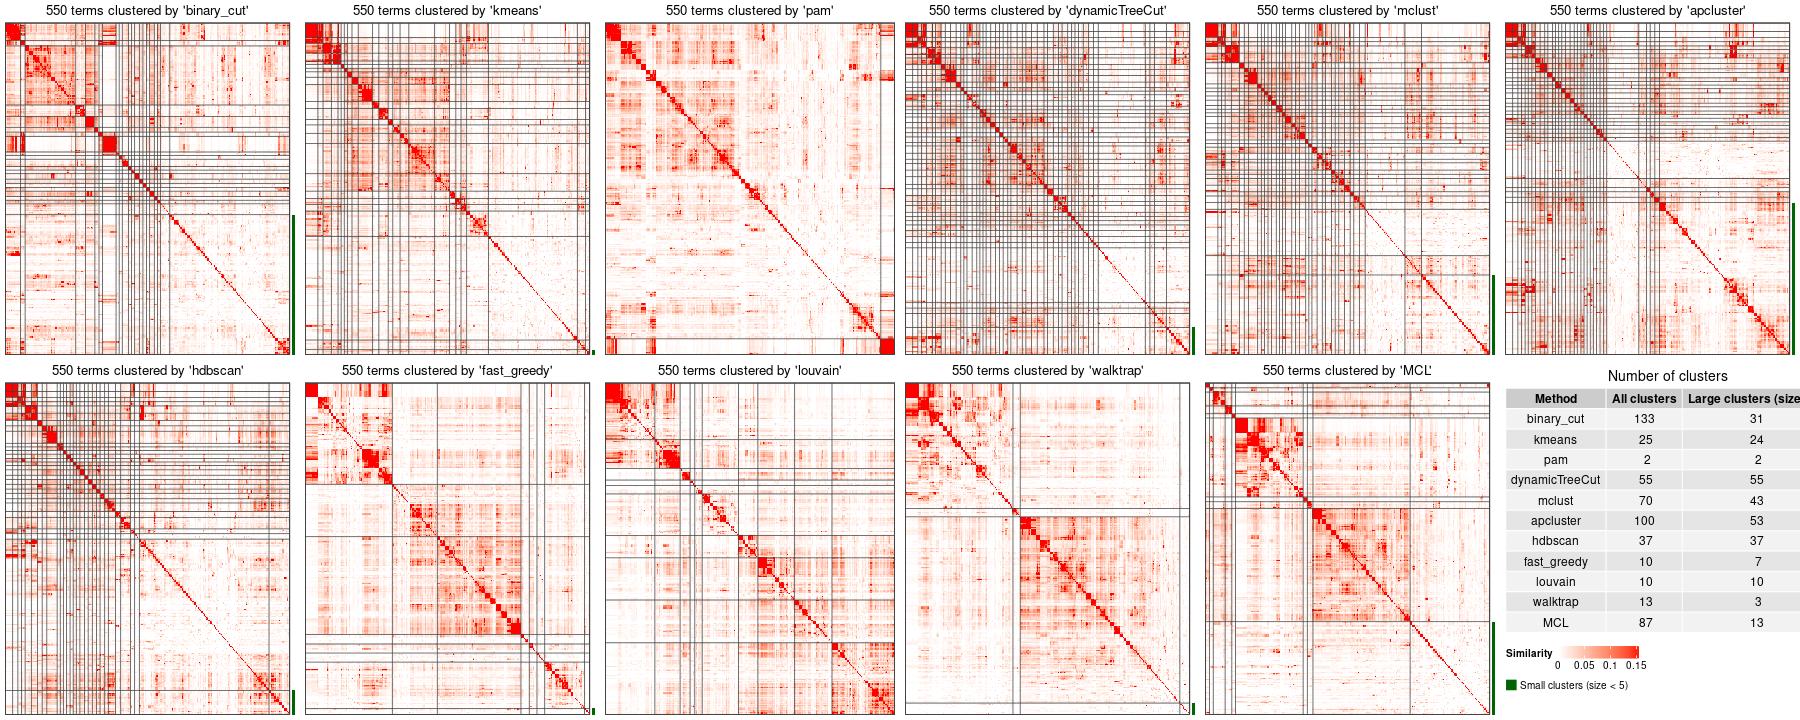 550 terms clustered by 'binary_cut'
550 terms clustered by 'kmeans'
550 terms clustered by 'pam'
550 terms clustered by 'dynamicTreeCut'
550 terms clustered by 'mclust'
550 terms clustered by 'apcluster'
550 terms clustered by 'hdbscan'
550 terms clustered by 'fast_greedy'
550 terms clustered by 'louvain'
550 terms clustered by 'walktrap'
550 terms clustered by 'MCL'
Number of clusters
Method All clusters Large clusters (size
binary_cut 133 31
kmeans 25 24
pam 2 2
dynamicTreeCut 55 55
mclust 70 43
apcluster 100 53
hdbscan 37 37
fast_greedy 10 7
louvain 10 10
walktrap 13 3
MCL 87 13
Similarity
0 0.05 0.1 0.15
Small clusters (size < 5)